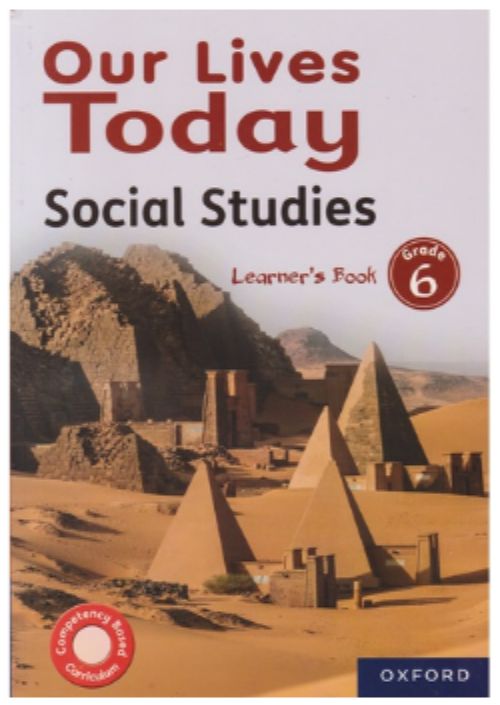 Our Lives
Today
Social Studies
Learner's Book
Grade
6
Competency Based
Curriculum
OXFORD